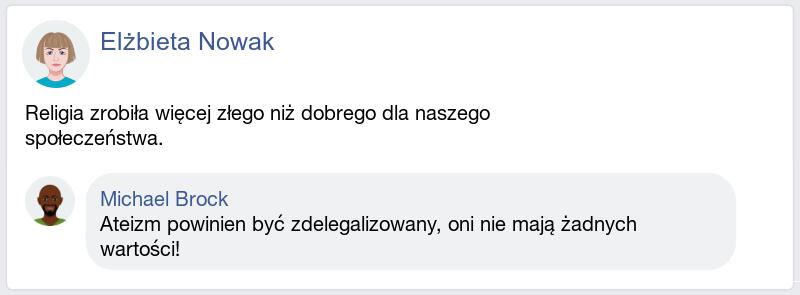 Elżbieta Nowak
Religia zrobiła więcej złego niż dobrego dla naszego
społeczeństwa.
Michael Brock
Ateizm powinien być zdelegalizowany, oni nie mają żadnych
wartości!